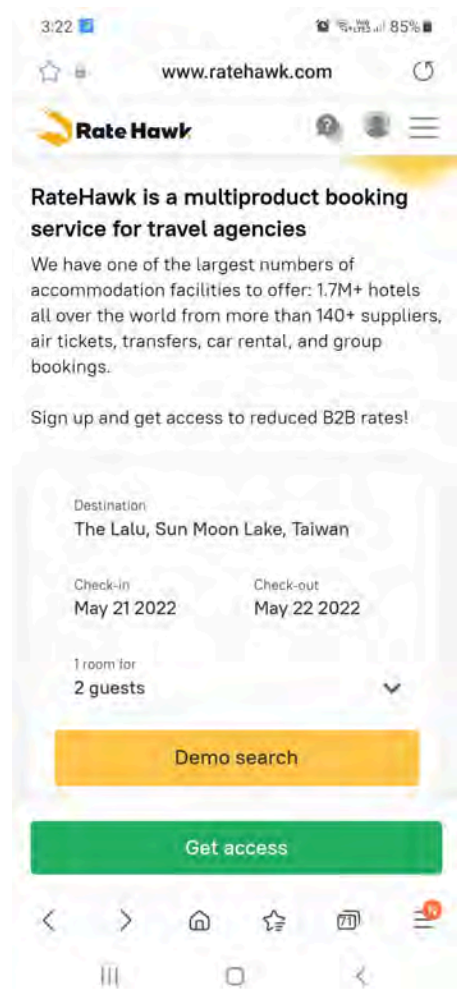 3:22
85%
www.ratehawk.com
Rate Hawk
RateHawk is a multiproduct booking
service for travel agencies
We have one of the largest numbers of
accommodation facilities to offer: 1.7M+ hotels
all over the world from more than 140+ suppliers,
air tickets, transfers, car rental, and group
bookings.
Sign up and get access to reduced B2B rates!
Destination
The Lalu, Sun Moon Lake, Taiwan
Check-in Check-out
May 21 2022 May 22 2022
1 room for
2 guests
Demo search
Get access
71
N